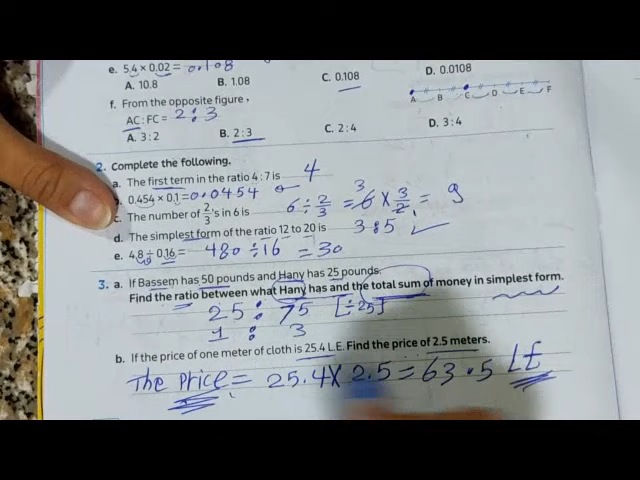 e. 5.4 × 0.02 = 0.108
A. 10.8 B. 1.08 C. 0.108 D. 0.0108
f. From the opposite figure ,
A B C D E F
AC : FC = 2 : 3
A. 3 : 2 B. 2 : 3 C. 2 : 4 D. 3 : 4
2. Complete the following.
a. The first term in the ratio 4 : 7 is 4
0.454 × 0.1 = 0.0454
c. The number of 2/3's in 6 is 6 ÷ 2/3 = 6 × 3/2 = 9
3
1
d. The simplest form of the ratio 12 to 20 is 3 : 5
e. 4.8 ÷ 0.16 = 480 ÷ 16 = 30
3. a. If Bassem has 50 pounds and Hany has 25 pounds.
Find the ratio between what Hany has and the total sum of money in simplest form.
25 : 75 [÷25]
1 : 3
b. If the price of one meter of cloth is 25.4 L.E. Find the price of 2.5 meters.
The price = 25.4 × 2.5 = 63.5 LE